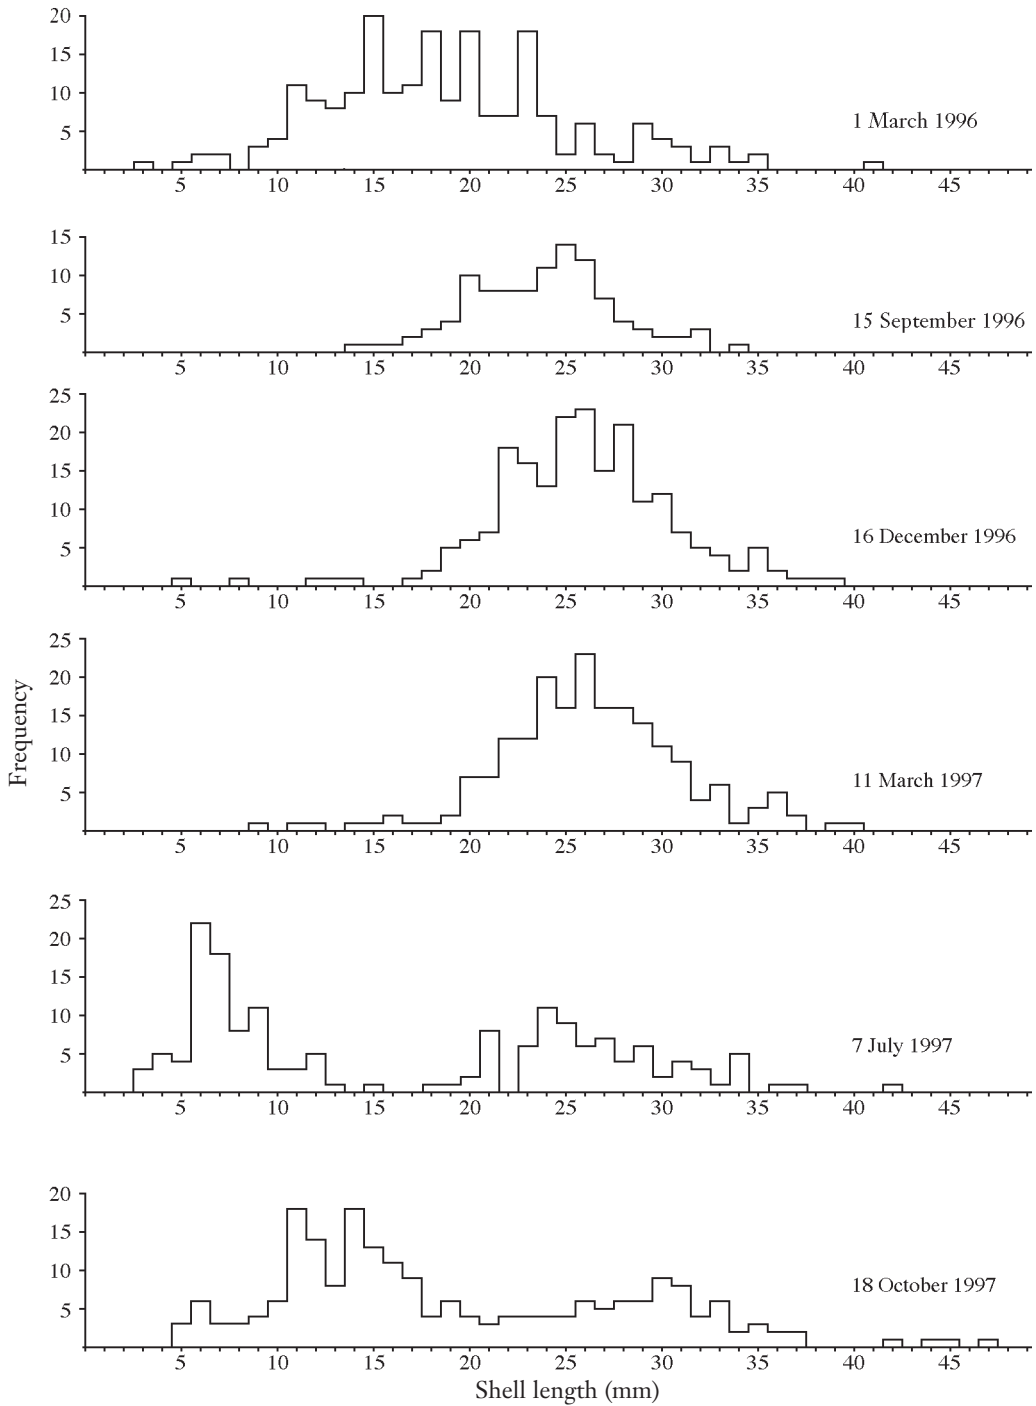 20
15
10
5
1 March 1996
5 10 15 20 25 30 35 40 45
15
10
5
15 September 1996
5 10 15 20 25 30 35 40 45
25
20
15
10
5
16 December 1996
5 10 15 20 25 30 35 40 45
Frequency
25
20
15
10
5
11 March 1997
5 10 15 20 25 30 35 40 45
25
20
15
10
5
7 July 1997
5 10 15 20 25 30 35 40 45
20
15
10
5
18 October 1997
5 10 15 20 25 30 35 40 45
Shell length (mm)